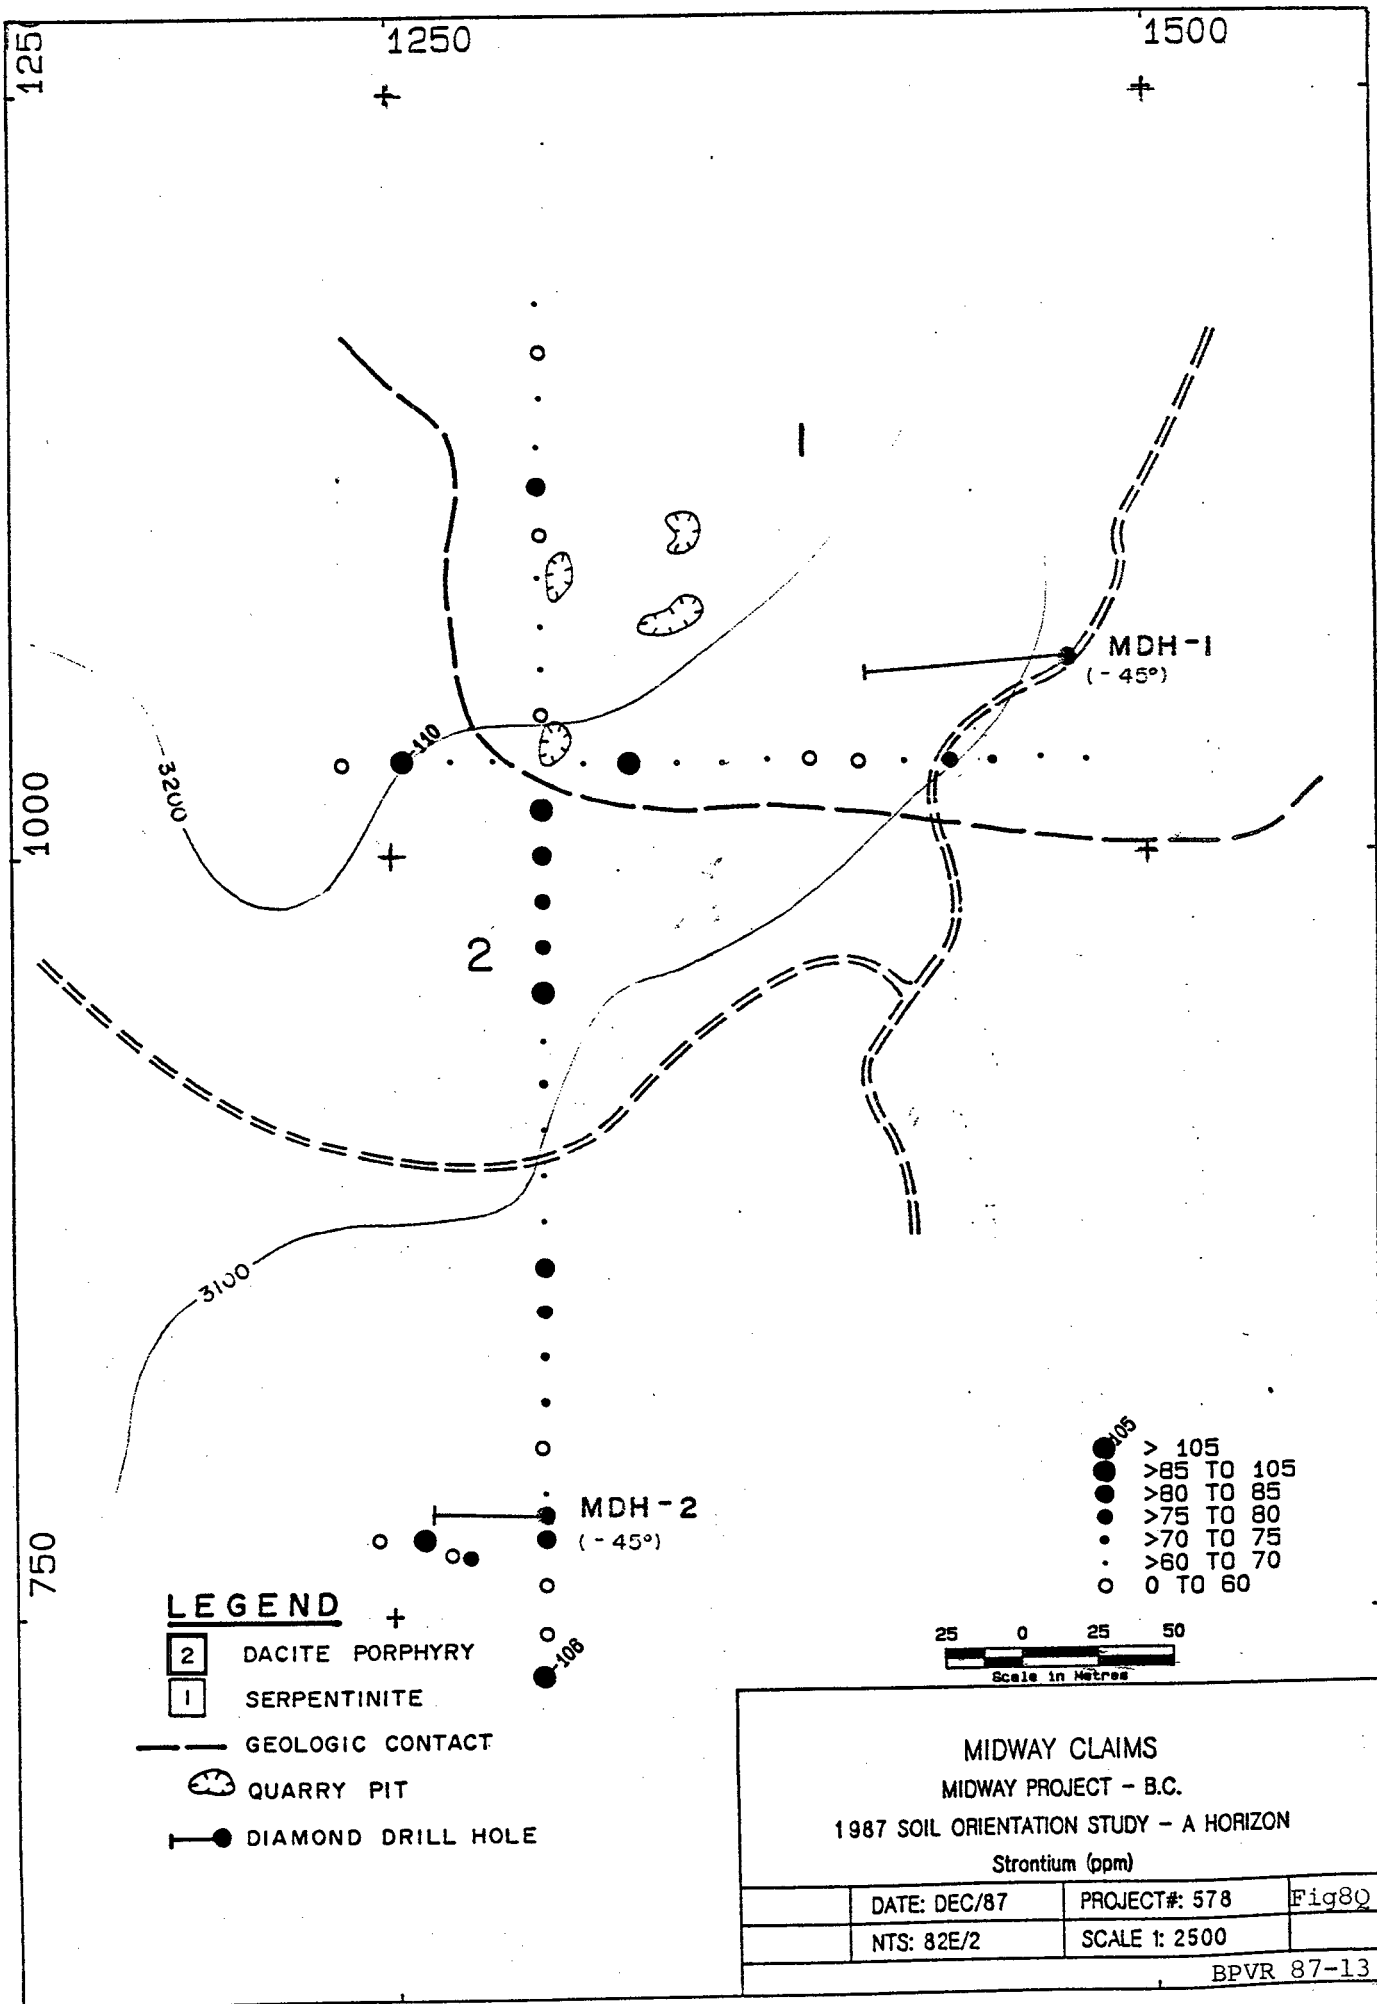 1250
1500
125
1
MDH-1
(-45°)
-110
3200
1000
2
3100
105
> 105
>85 TO 105
>80 TO 85
>75 TO 80
>70 TO 75
>60 TO 70
0 TO 60
MDH-2
(-45°)
750
LEGEND
2 DACITE PORPHYRY
1 SERPENTINITE
GEOLOGIC CONTACT
QUARRY PIT
DIAMOND DRILL HOLE
-106
25 0 25 50
Scale in Metres
MIDWAY CLAIMS
MIDWAY PROJECT - B.C.
1987 SOIL ORIENTATION STUDY - A HORIZON
Strontium (ppm)
DATE: DEC/87 PROJECT#: 578 Fig8Q
NTS: 82E/2 SCALE 1: 2500
BPVR 87-13